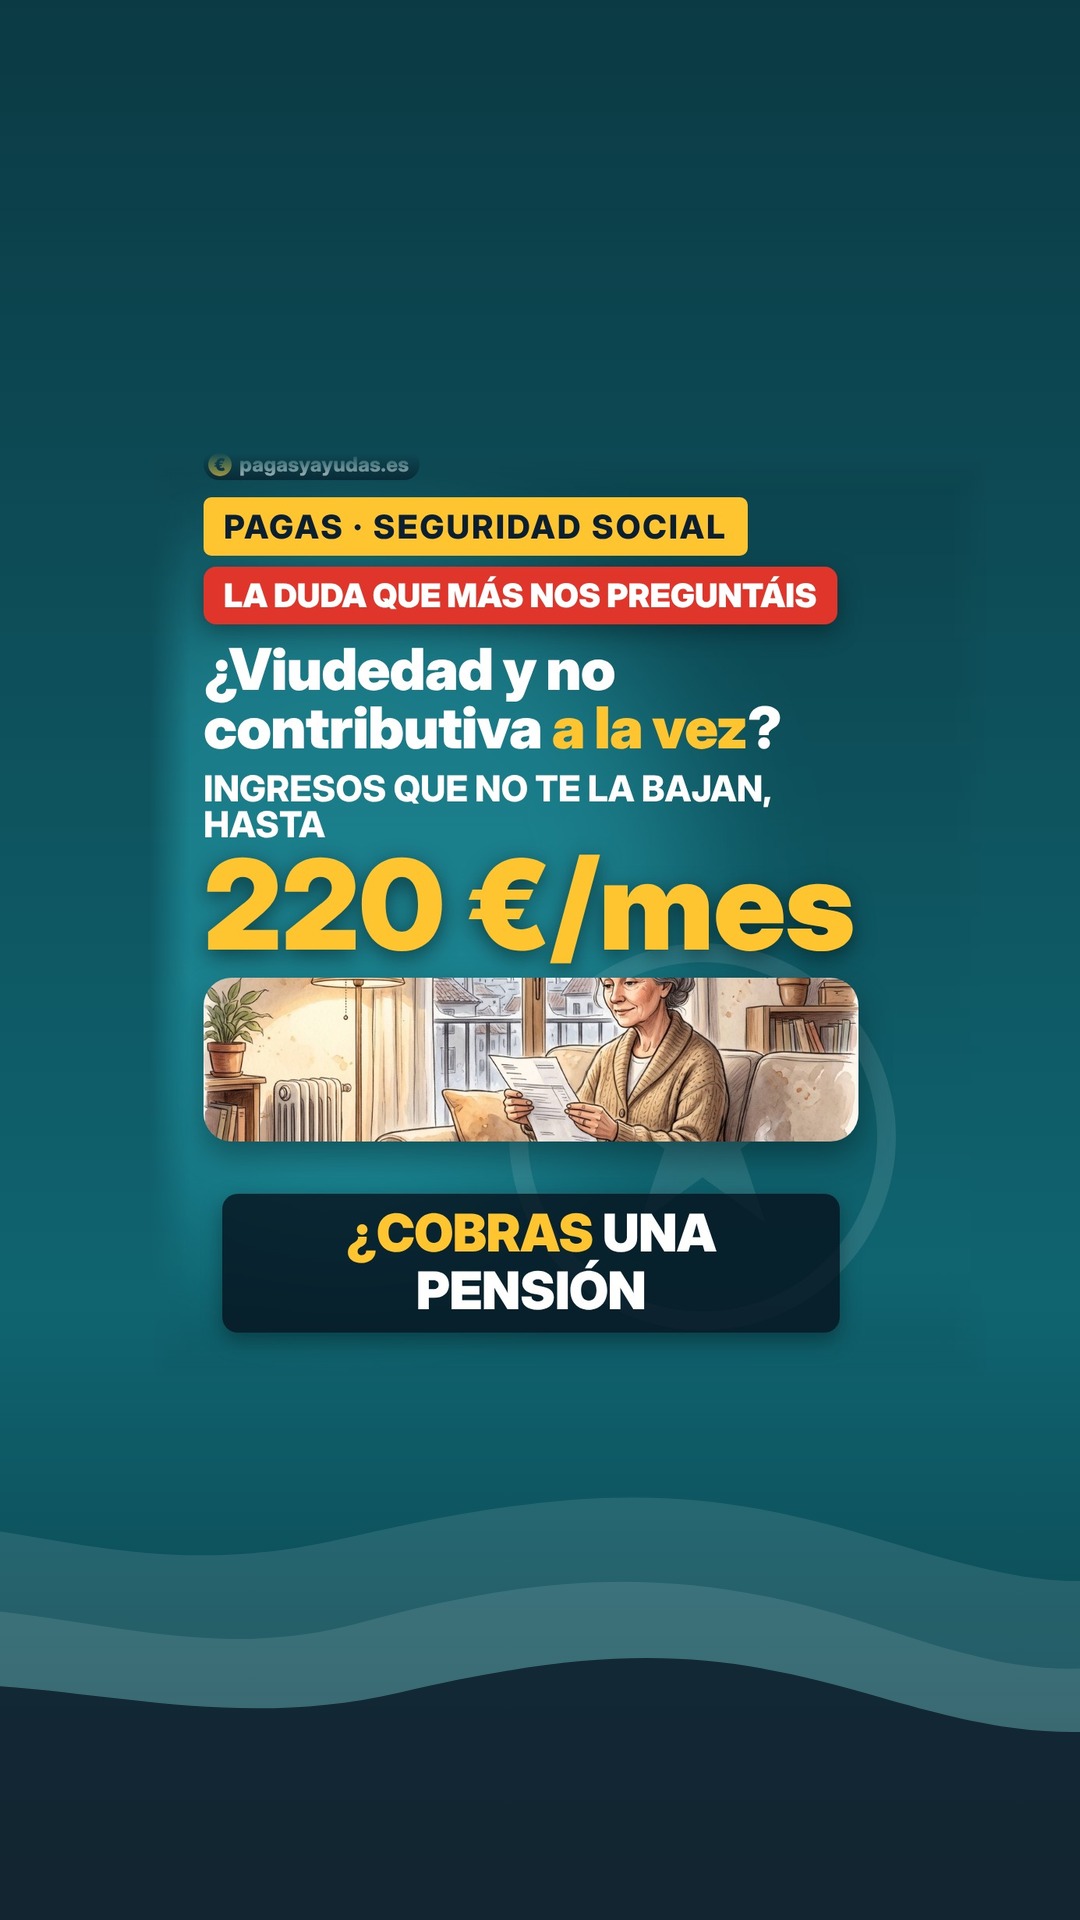 € pagasyayudas.es
PAGAS · SEGURIDAD SOCIAL
LA DUDA QUE MÁS NOS PREGUNTÁIS
¿Viudedad y no
contributiva a la vez?
INGRESOS QUE NO TE LA BAJAN,
HASTA
220 €/mes
¿COBRAS UNA
PENSIÓN